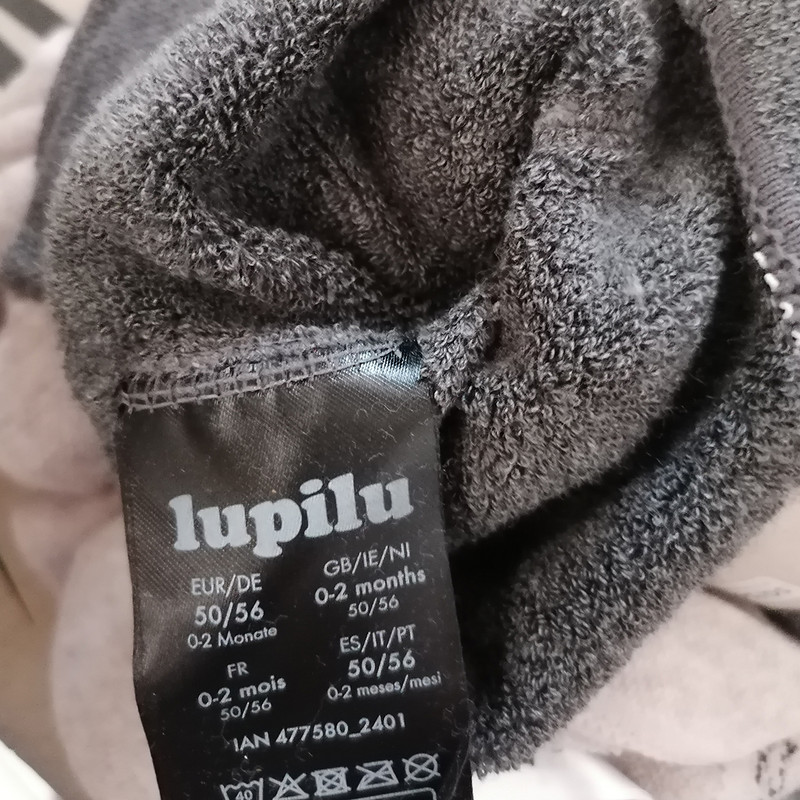 lupilu
EUR/DE
50/56
0-2 Monate
GB/IE/NI
0-2 months
50/56
FR
0-2 mois
50/56
ES/IT/PT
50/56
0-2 meses/mesi
IAN 477580_2401
40